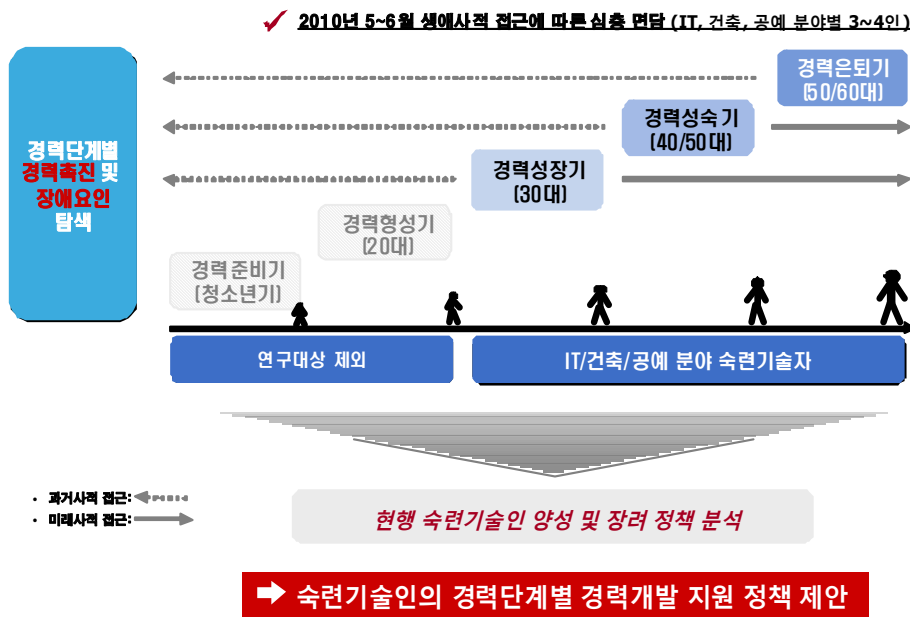 ✓ 2010년 5~6월 생애사적 접근에 따른 심층 면담 (IT, 건축, 공예 분야별 3~4인)
경력은퇴기
(50/60대)
경력성숙기
(40/50대)
경력단계별
경력촉진 및
장애요인
탐색
경력성장기
(30대)
경력형성기
(20대)
경력준비기
(청소년기)
연구대상 제외
IT/건축/공예 분야 숙련기술자
• 과거사적 접근:
• 미래사적 접근:
현행 숙련기술인 양성 및 장려 정책 분석
숙련기술인의 경력단계별 경력개발 지원 정책 제안